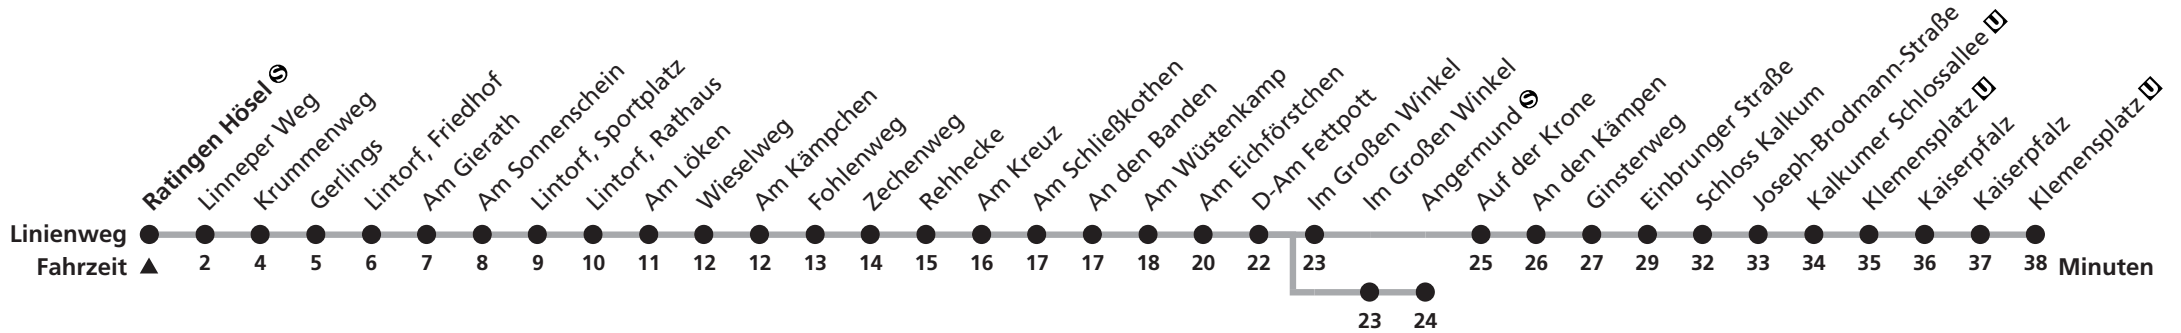 Ratingen Hösel S
Linneper Weg
Krummenweg
Gerlings
Lintorf, Friedhof
Am Gierath
Am Sonnenschein
Lintorf, Sportplatz
Lintorf, Rathaus
Am Löken
Wieselweg
Am Kämpchen
Fohlenweg
Zechenweg
Rehhecke
Am Kreuz
Am Schließkothen
An den Banden
Am Wüstenkamp
Am Eichförstchen
D-Am Fettpott
Im Großen Winkel
Im Großen Winkel
Angermund S
Auf der Krone
An den Kämpen
Ginsterweg
Einbrunger Straße
Schloss Kalkum
Joseph-Brodmann-Straße
Kalkumer Schlossallee U
Klemensplatz U
Kaiserpfalz
Kaiserpfalz
Klemensplatz U
Linienweg
Fahrzeit 2 4 5 6 7 8 9 10 11 12 12 13 14 15 16 17 17 18 20 22 23 25 26 27 29 32 33 34 35 36 37 38 Minuten
23 24